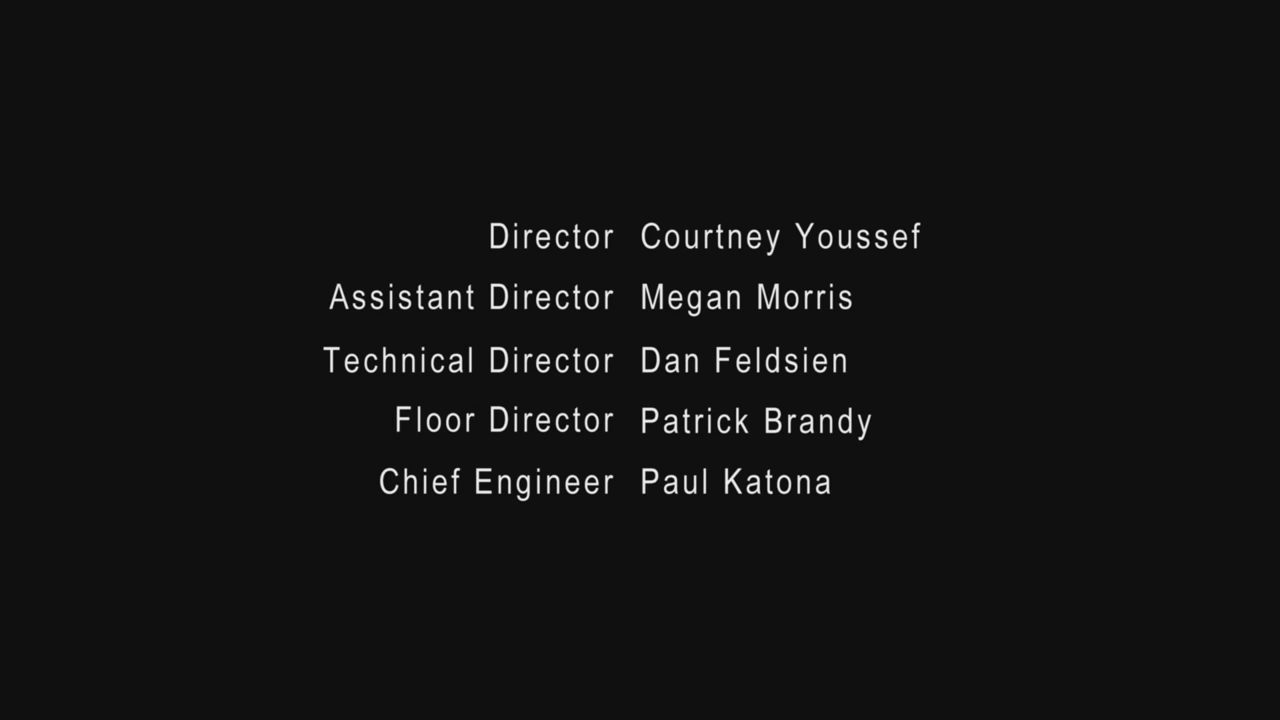 Director Courtney Youssef
Assistant Director Megan Morris
Technical Director Dan Feldsien
Floor Director Patrick Brandy
Chief Engineer Paul Katona